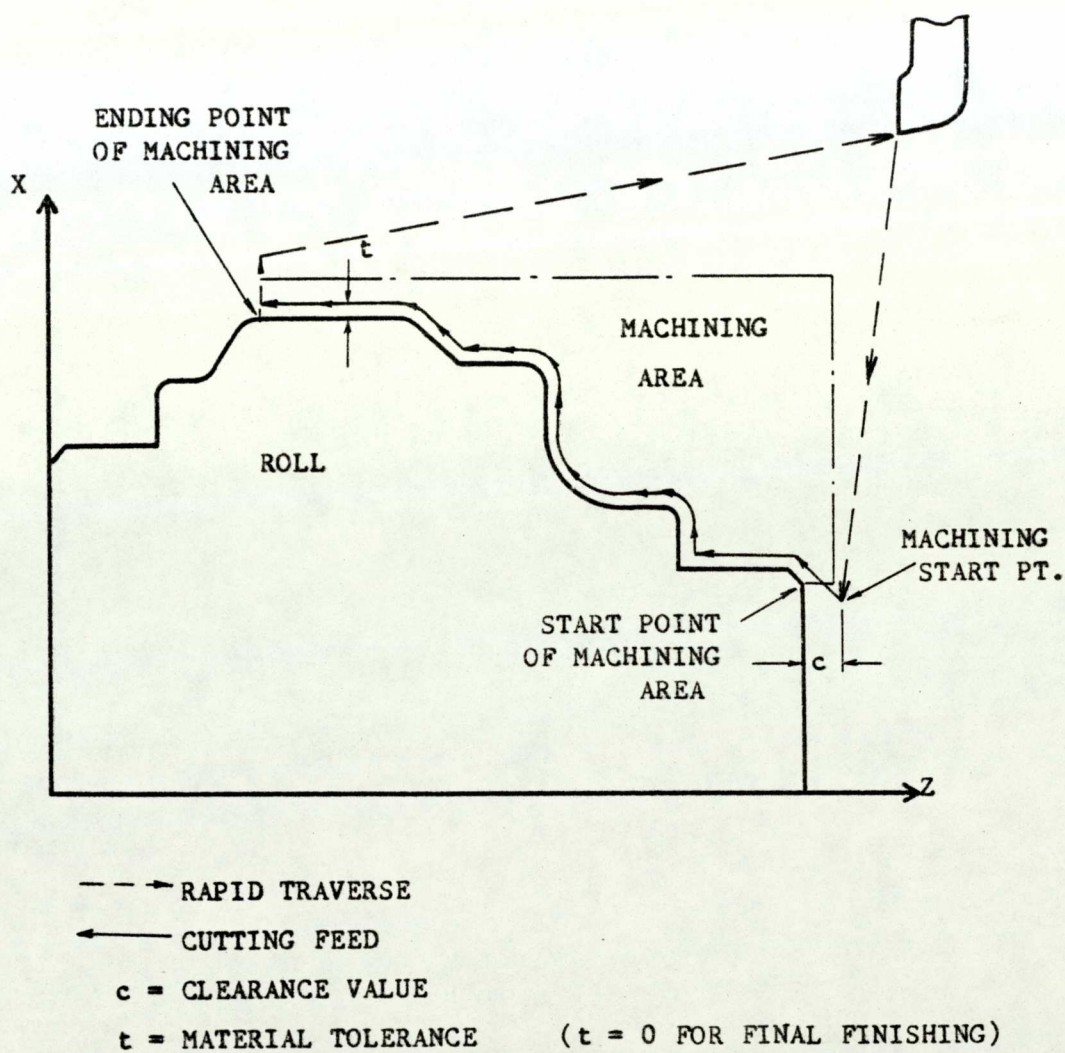 ENDING POINT
OF MACHINING
AREA
X
t
MACHINING
AREA
ROLL
MACHINING
START PT.
START POINT
OF MACHINING
AREA
c
Z
RAPID TRAVERSE
CUTTING FEED
c = CLEARANCE VALUE
t = MATERIAL TOLERANCE (t = 0 FOR FINAL FINISHING)